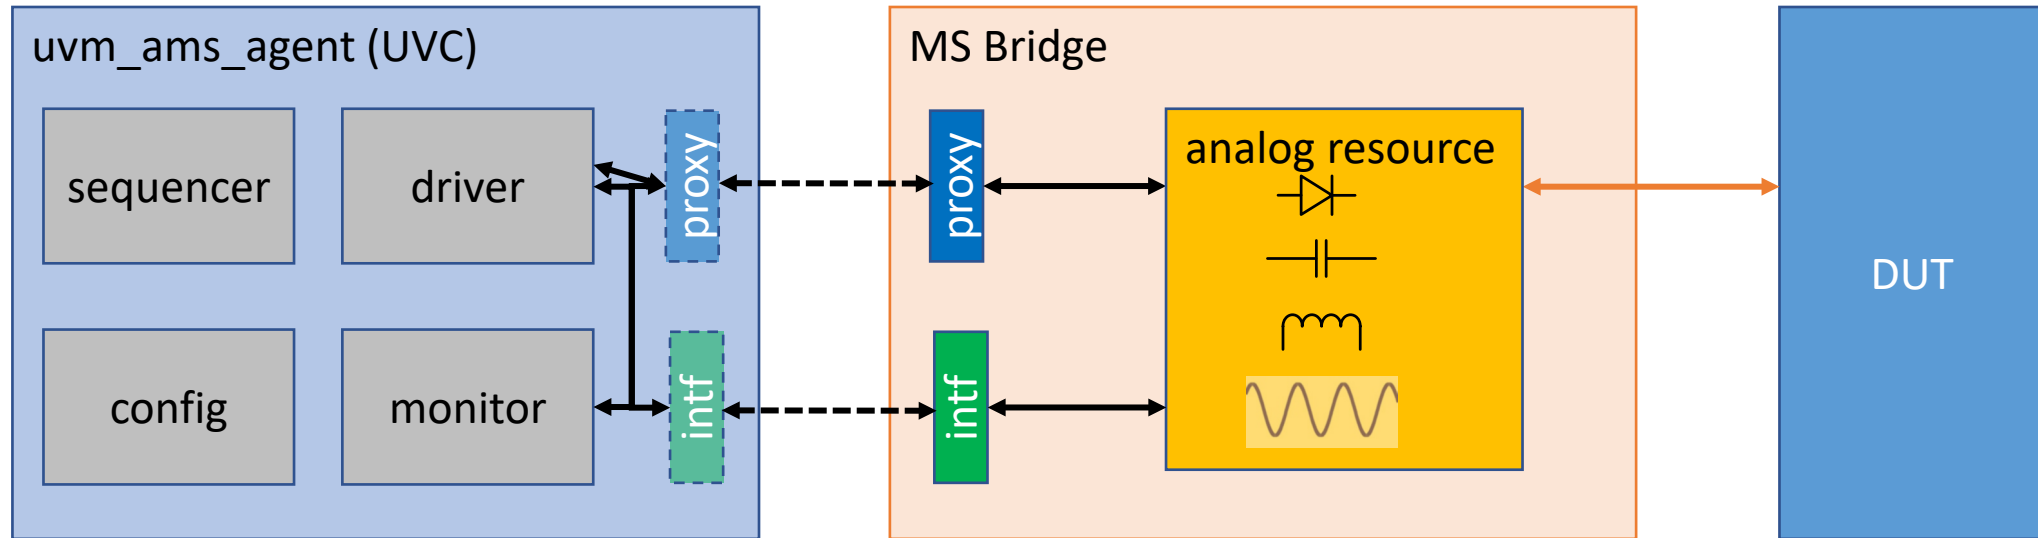 uvm_ams_agent (UVC)
sequencer
driver
proxy
config
monitor
intf
MS Bridge
proxy
intf
analog resource
DUT